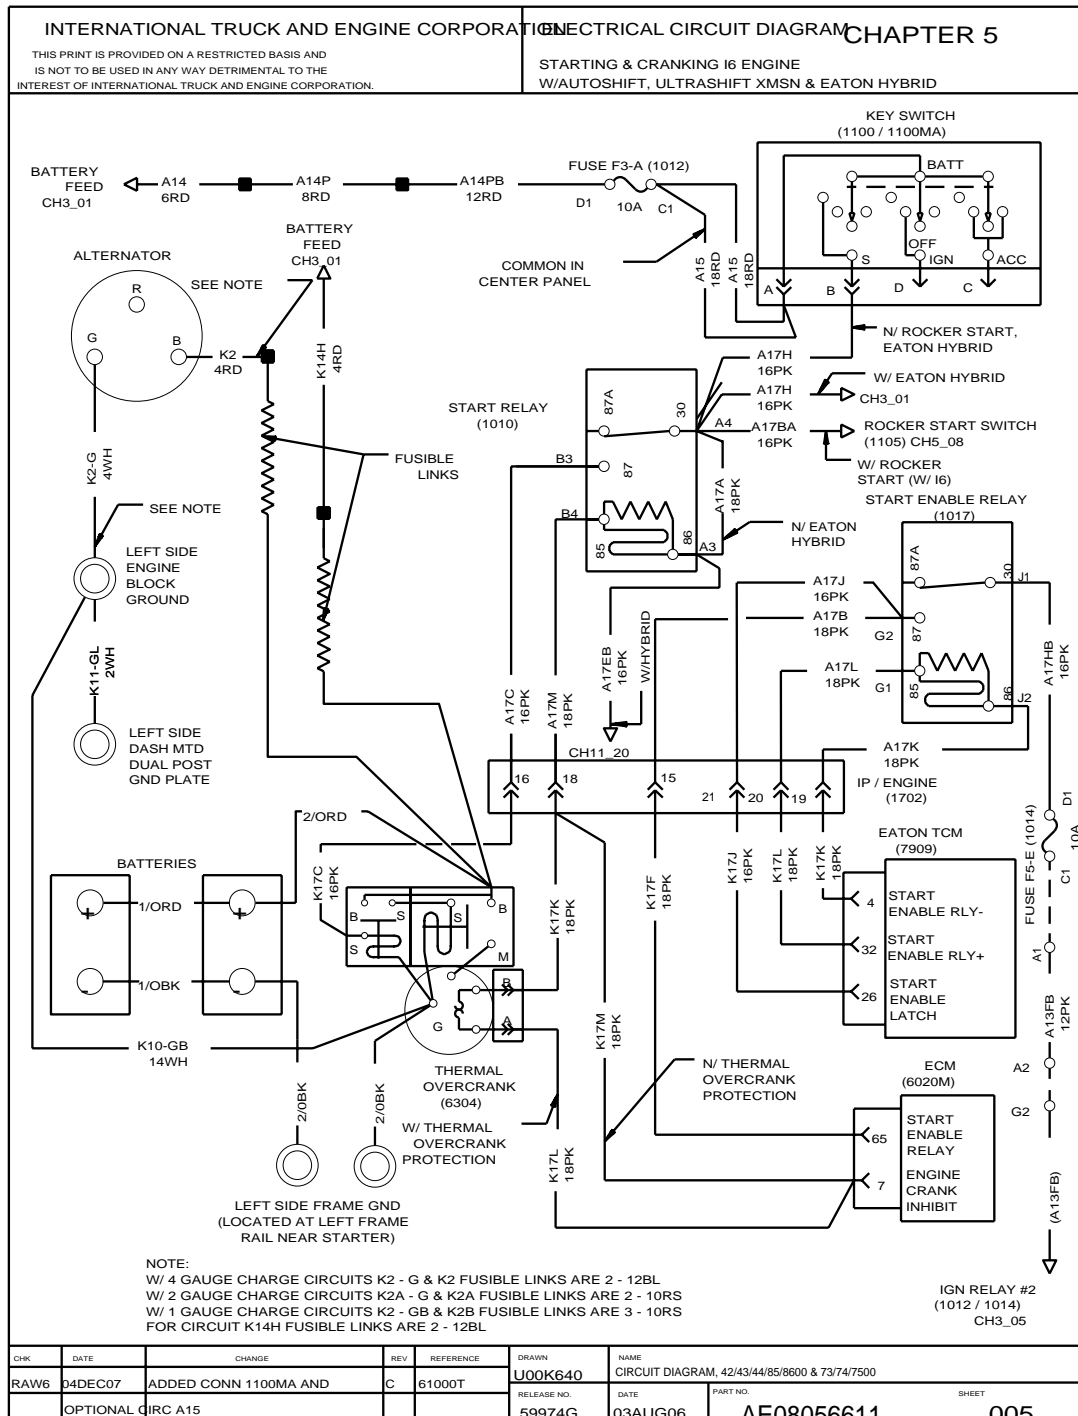 INTERNATIONAL TRUCK AND ENGINE CORPORATION
ELECTRICAL CIRCUIT DIAGRAM
CHAPTER 5
THIS PRINT IS PROVIDED ON A RESTRICTED BASIS AND
IS NOT TO BE USED IN ANY WAY DETRIMENTAL TO THE
INTEREST OF INTERNATIONAL TRUCK AND ENGINE CORPORATION.
STARTING & CRANKING I6 ENGINE
W/AUTOSHIFT, ULTRASHIFT XMSN & EATON HYBRID
KEY SWITCH
(1100 / 1100MA)
BATT
OFF
S
IGN
ACC
A
B
D
C
BATTERY
FEED
CH3_01
A14
6RD
A14P
8RD
A14PB
12RD
FUSE F3-A (1012)
D1
10A
C1
COMMON IN
CENTER PANEL
A15
18RD
A15
18RD
BATTERY
FEED
CH3_01
ALTERNATOR
R
G
B
SEE NOTE
K2
4RD
K14H
4RD
K2-G
4WH
FUSIBLE
LINKS
SEE NOTE
LEFT SIDE
ENGINE
BLOCK
GROUND
K11-GL
2WH
LEFT SIDE
DASH MTD
DUAL POST
GND PLATE
N/ ROCKER START,
EATON HYBRID
A17H
16PK
A17H
16PK
W/ EATON HYBRID
CH3_01
A17BA
16PK
ROCKER START SWITCH
(1105) CH5_08
W/ ROCKER
START (W/ I6)
START RELAY
(1010)
87A
30
A4
B3
87
B4
85
86
A3
A17A
18PK
N/ EATON
HYBRID
START ENABLE RELAY
(1017)
87A
30
J1
A17J
16PK
A17B
18PK
G2
87
A17L
18PK
G1
85
86
J2
A17HB
16PK
A17K
18PK
A17C
16PK
A17M
18PK
A17EB
16PK
W/HYBRID
CH11_20
16
18
15
21
20
19
IP / ENGINE
(1702)
D1
FUSE F5-E (1014)
10A
C1
A1
A13FB
12PK
A2
G2
(A13FB)
IGN RELAY #2
(1012 / 1014)
CH3_05
EATON TCM
(7909)
4
START
ENABLE RLY-
32
START
ENABLE RLY+
26
START
ENABLE
LATCH
K17J
16PK
K17L
18PK
K17K
18PK
K17F
18PK
K17K
18PK
K17M
18PK
K17C
16PK
2/ORD
BATTERIES
+
+
1/ORD
-
-
1/OBK
B
S
S
B
S
M
G
B
A
K10-GB
14WH
THERMAL
OVERCRANK
(6304)
W/ THERMAL
OVERCRANK
PROTECTION
2/0BK
2/0BK
K17L
18PK
N/ THERMAL
OVERCRANK
PROTECTION
ECM
(6020M)
65
START
ENABLE
RELAY
7
ENGINE
CRANK
INHIBIT
LEFT SIDE FRAME GND
(LOCATED AT LEFT FRAME
RAIL NEAR STARTER)
NOTE:
W/ 4 GAUGE CHARGE CIRCUITS K2 - G & K2 FUSIBLE LINKS ARE 2 - 12BL
W/ 2 GAUGE CHARGE CIRCUITS K2A - G & K2A FUSIBLE LINKS ARE 2 - 10RS
W/ 1 GAUGE CHARGE CIRCUITS K2 - GB & K2B FUSIBLE LINKS ARE 3 - 10RS
FOR CIRCUIT K14H FUSIBLE LINKS ARE 2 - 12BL
CHK DATE CHANGE REV REFERENCE
DRAWN
U00K640
NAME
CIRCUIT DIAGRAM, 42/43/44/85/8600 & 73/74/7500
RAW6 04DEC07 ADDED CONN 1100MA AND C 61000T
OPTIONAL CIRC A15
RELEASE NO.
59974G
DATE
03AUG06
PART NO.
AE08056611
SHEET
005